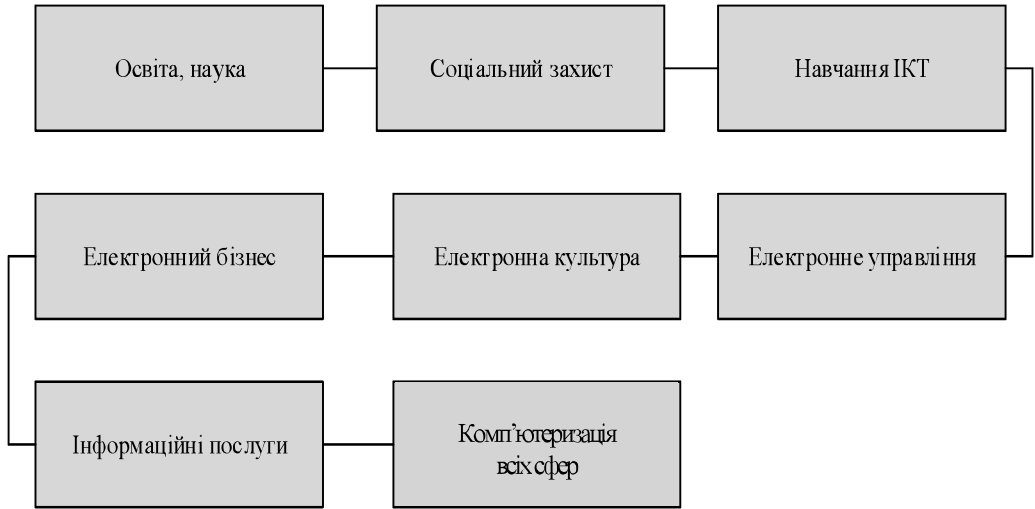 Освіта, наука
Соціальний захист
Навчання ІКТ
Електронний бізнес
Електронна культура
Електронне управління
Інформаційні послуги
Комп’ютеризація
всіх сфер